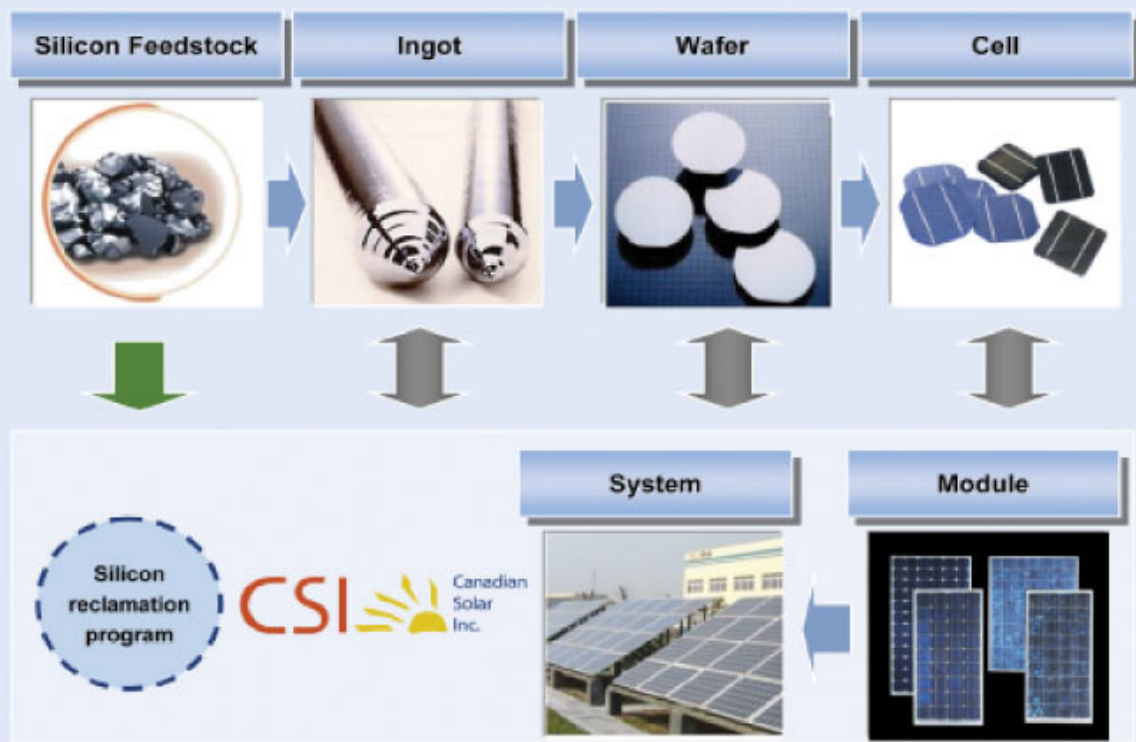 Silicon Feedstock
Ingot
Wafer
Cell
System
Module
Silicon
reclamation
program
CSI
Canadian
Solar
Inc.